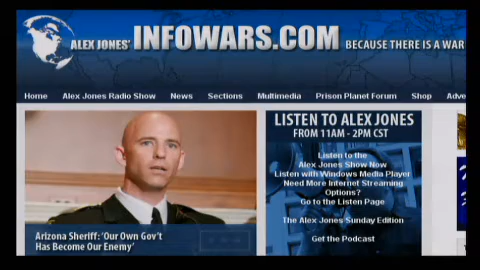 ALEX JONES' INFOWARS.COM BECAUSE THERE IS A WAR
Home Alex Jones Radio Show News Sections Multimedia Prison Planet Forum Shop Adve
LISTEN TO ALEX JONES
FROM 11AM - 2PM CST
Listen to the
Alex Jones Show Now
Listen with Windows Media Player
Need More Internet Streaming
Options?
Go to the Listen Page
The Alex Jones Sunday Edition
Get the Podcast
Arizona Sheriff: 'Our Own Gov't
Has Become Our Enemy'